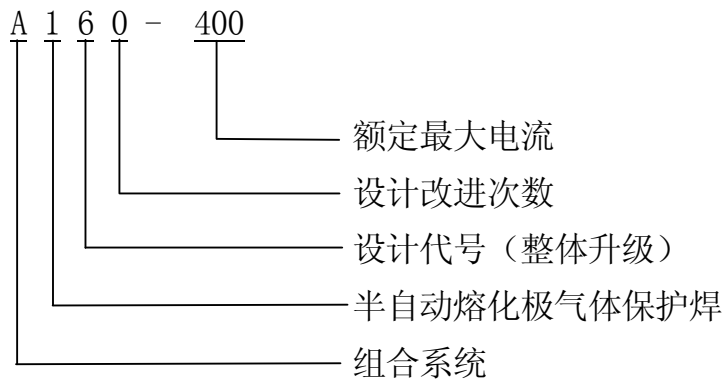 A 1 6 0 - 400
额定最大电流
设计改进次数
设计代号（整体升级）
半自动熔化极气体保护焊
组合系统